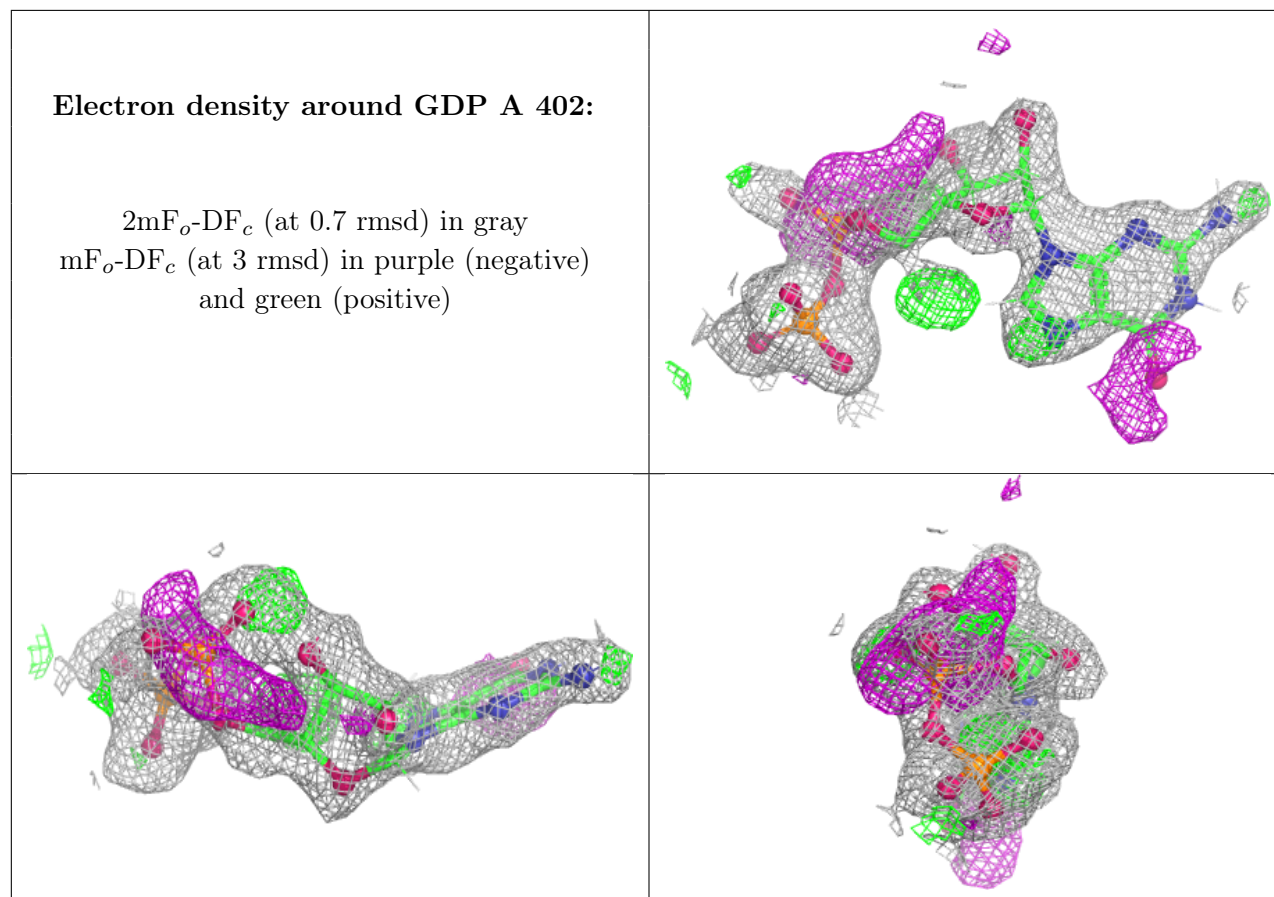 Electron density around GDP A 402:
2mFₒ-DF𝒸 (at 0.7 rmsd) in gray
mFₒ-DF𝒸 (at 3 rmsd) in purple (negative)
and green (positive)